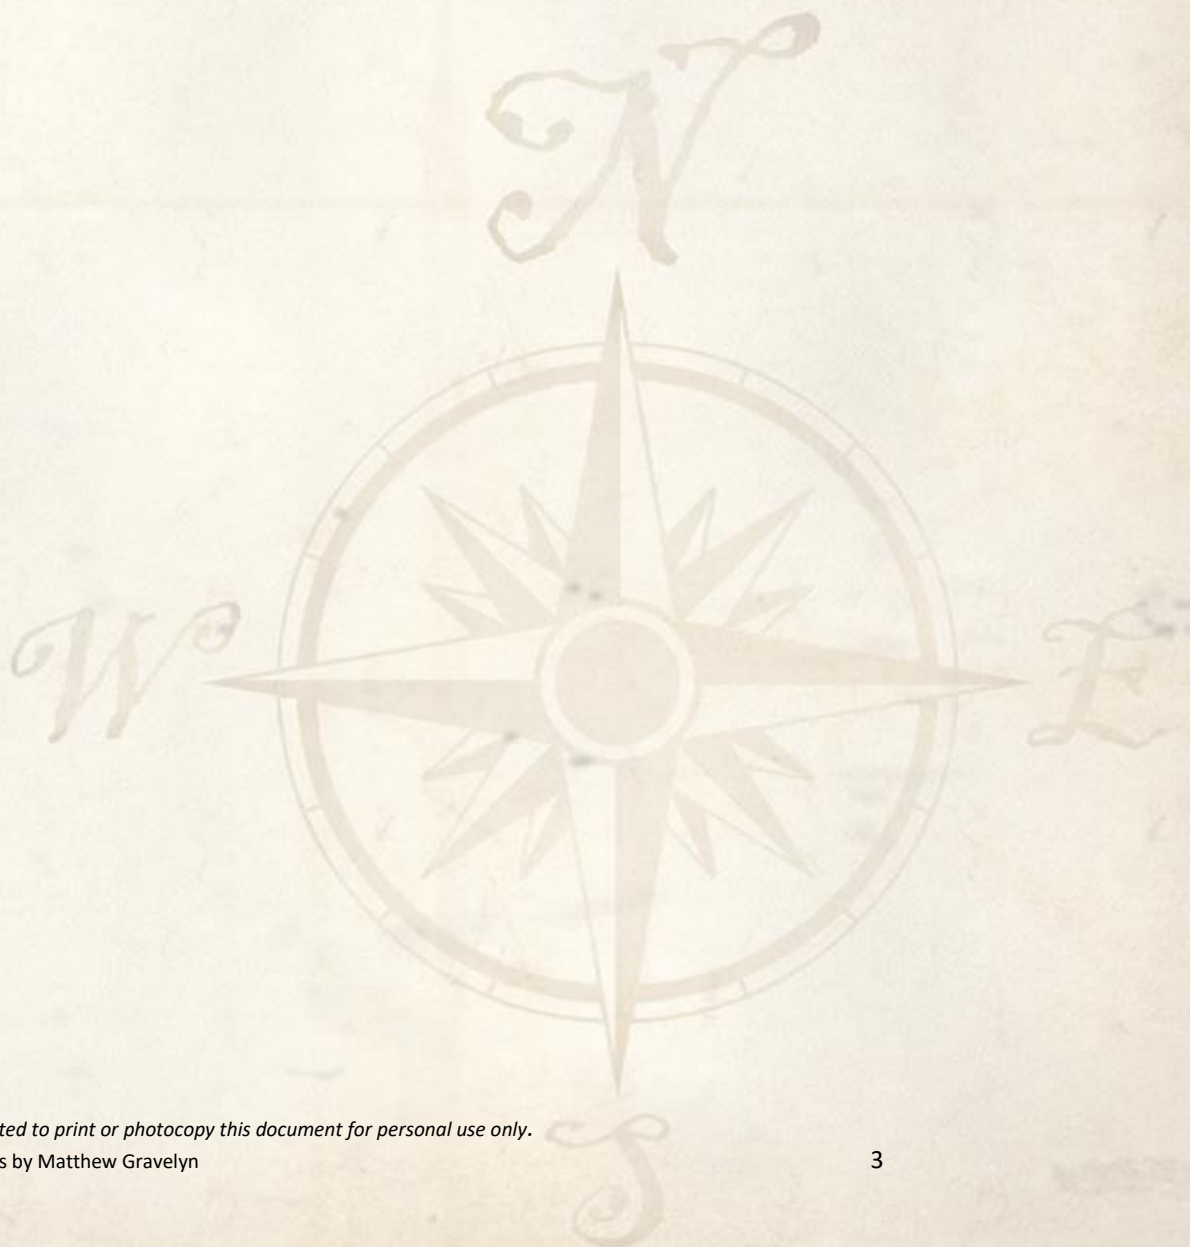 N
W E
ted to print or photocopy this document for personal use only.
s by Matthew Gravelyn 3
S